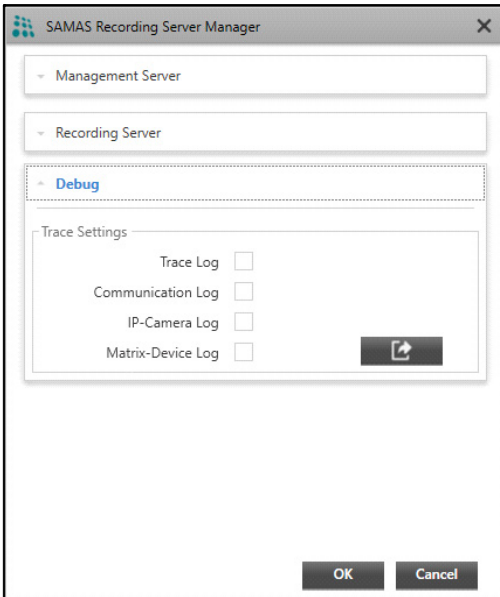 SAMAS Recording Server Manager
Management Server
Recording Server
Debug
Trace Settings
Trace Log
Communication Log
IP-Camera Log
Matrix-Device Log
OK Cancel